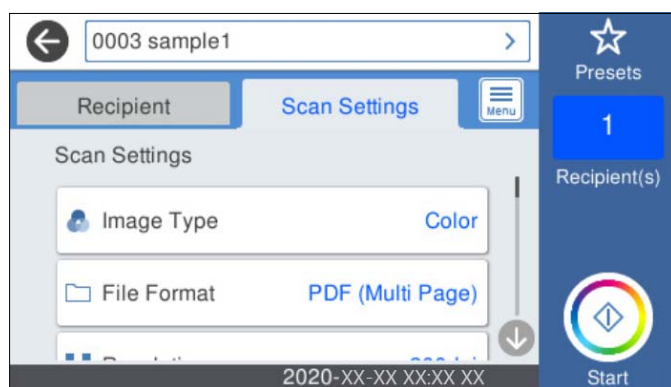 0003 sample1
Presets
Recipient
Scan Settings
Menu
1
Recipient(s)
Scan Settings
Image Type
Color
File Format
PDF (Multi Page)
2020-XX-XX XX:XX XX
Start